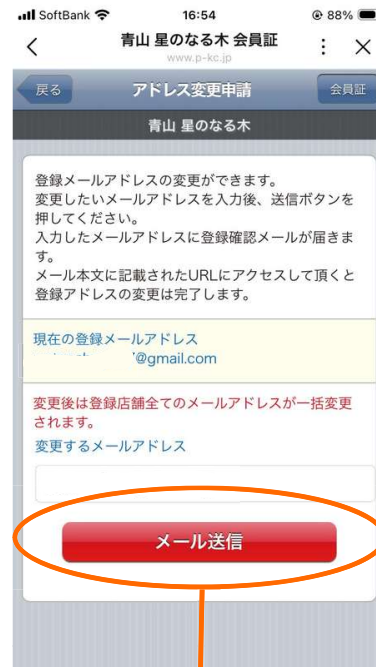 SoftBank 16:54 88%
青山 星のなる木 会員証
www.p-kc.jp
戻る アドレス変更申請 会員証
青山 星のなる木
登録メールアドレスの変更ができます。
変更したいメールアドレスを入力後、送信ボタンを
押してください。
入力したメールアドレスに登録確認メールが届きま
す。
メール本文に記載されたURLにアクセスして頂くと
登録アドレスの変更は完了します。
現在の登録メールアドレス
@gmail.com
変更後は登録店舗全てのメールアドレスが一括変更
されます。
変更するメールアドレス
メール送信